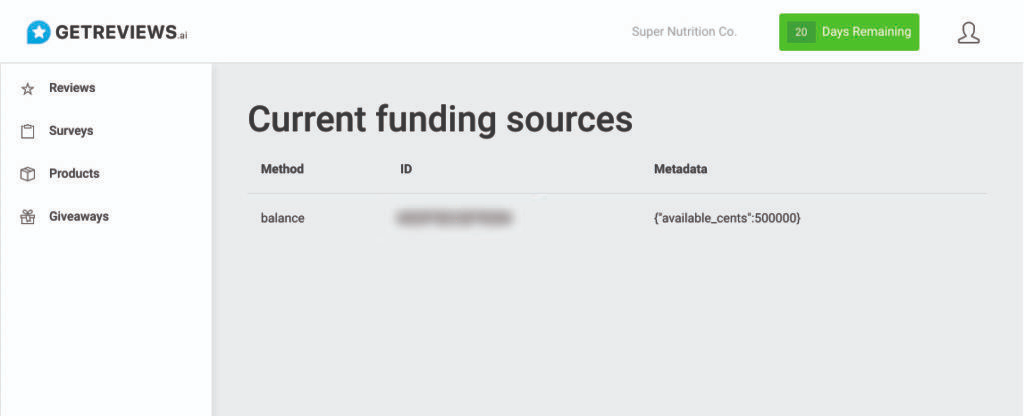 GETREVIEWS.ai
Super Nutrition Co.
20 Days Remaining
Reviews
Surveys
Products
Giveaways
Current funding sources
Method ID Metadata
balance {"available_cents":500000}